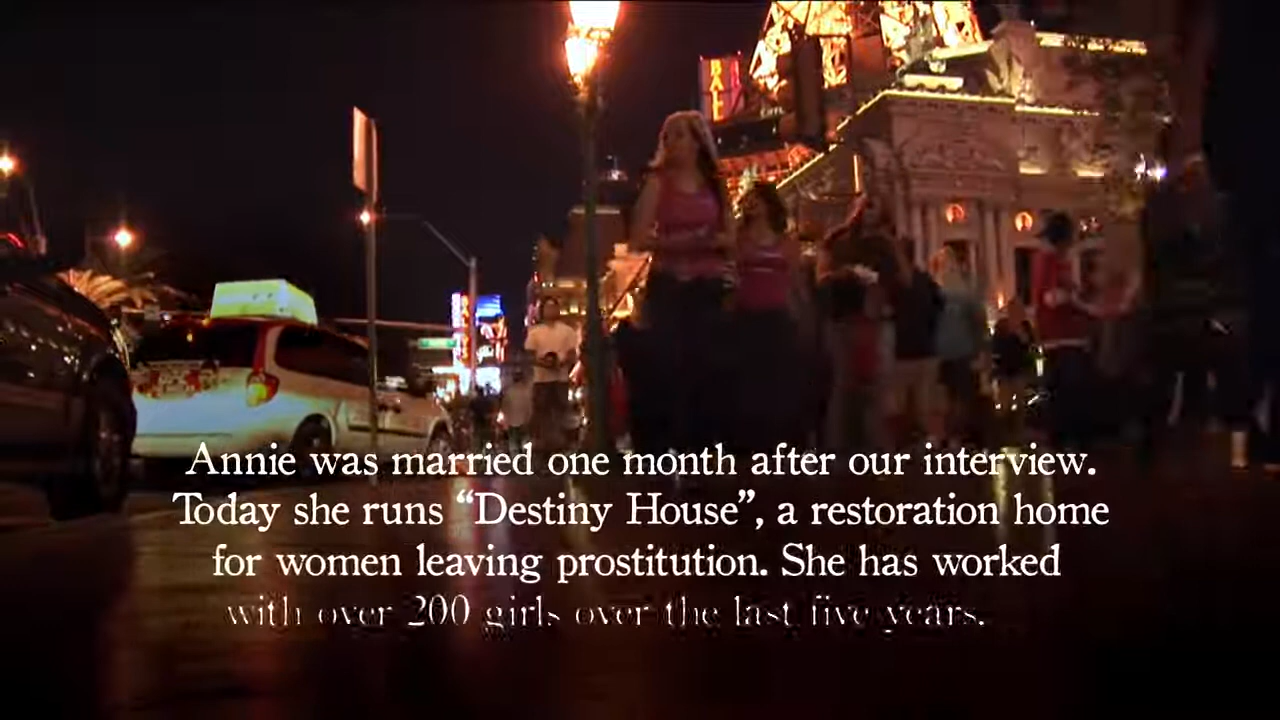 BAL
Annie was married one month after our interview.
Today she runs “Destiny House”, a restoration home
for women leaving prostitution. She has worked
with over 200 girls over the last five years.